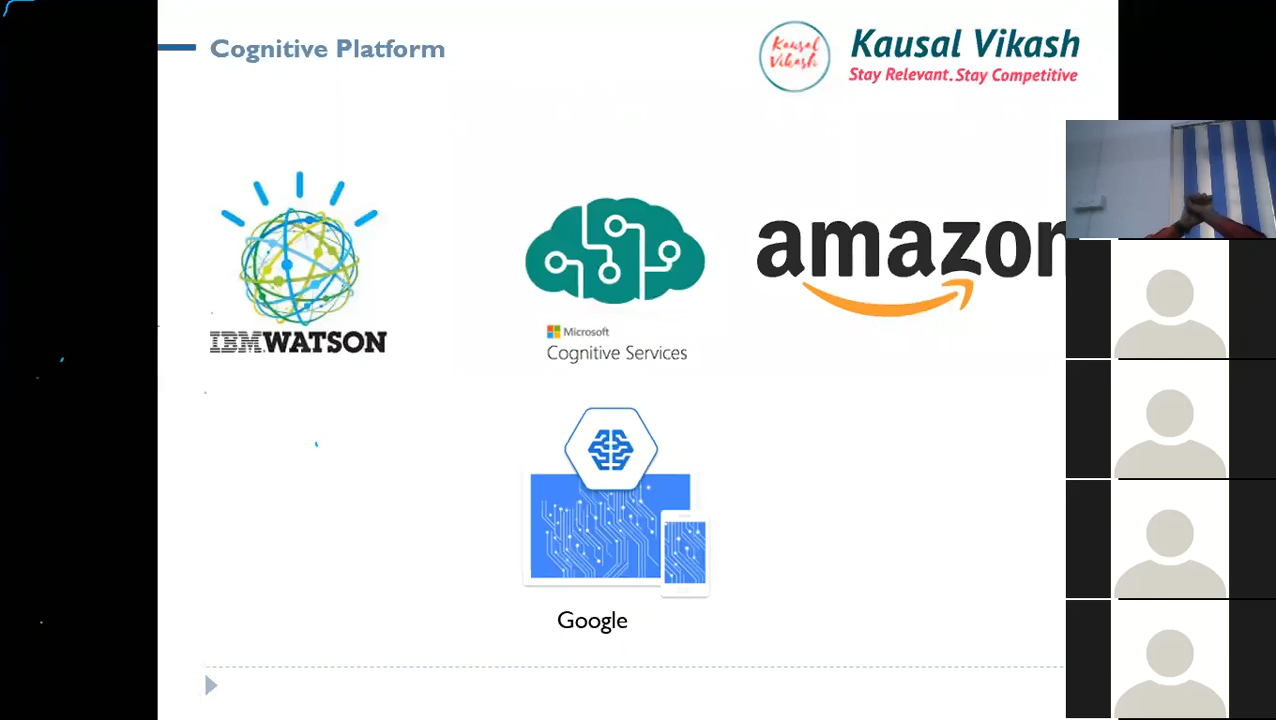 Cognitive Platform
Kausal Vikash
Kausal Vikash
Stay Relevant. Stay Competitive
IBM WATSON
amazon
Microsoft
Cognitive Services
Google